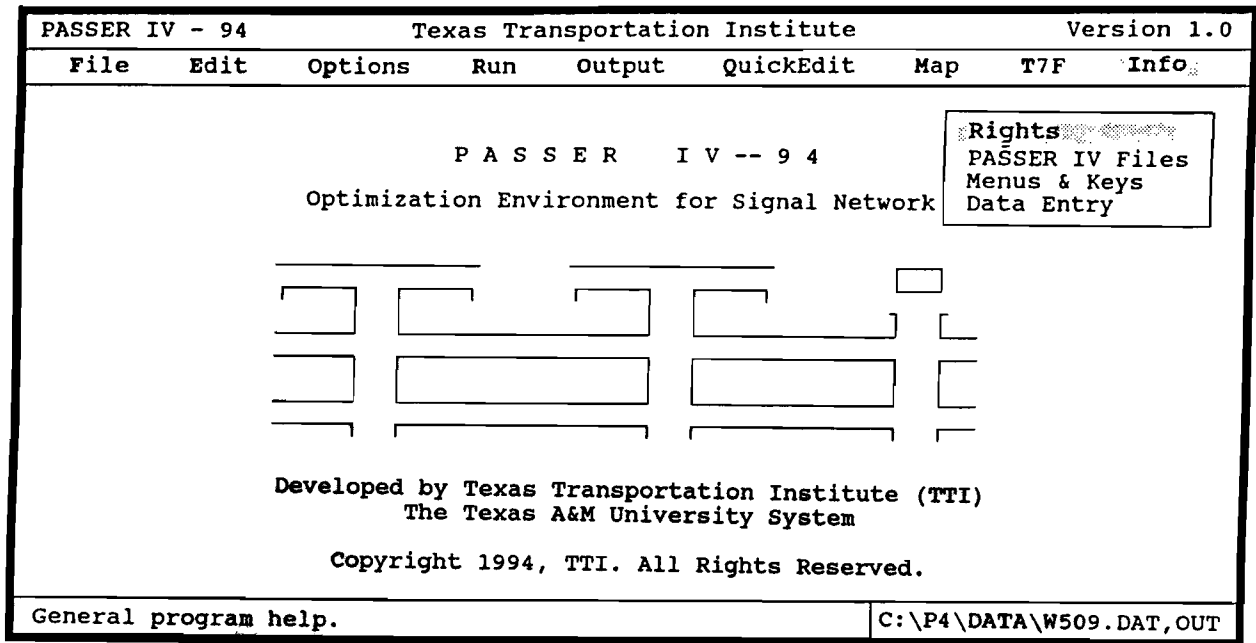 PASSER IV - 94 Texas Transportation Institute Version 1.0
File Edit Options Run Output QuickEdit Map T7F Info
Rights
PASSER IV Files
Menus & Keys
Data Entry
P A S S E R I V -- 9 4
Optimization Environment for Signal Network
Developed by Texas Transportation Institute (TTI)
The Texas A&M University System
Copyright 1994, TTI. All Rights Reserved.
General program help. C:\P4\DATA\W509.DAT,OUT